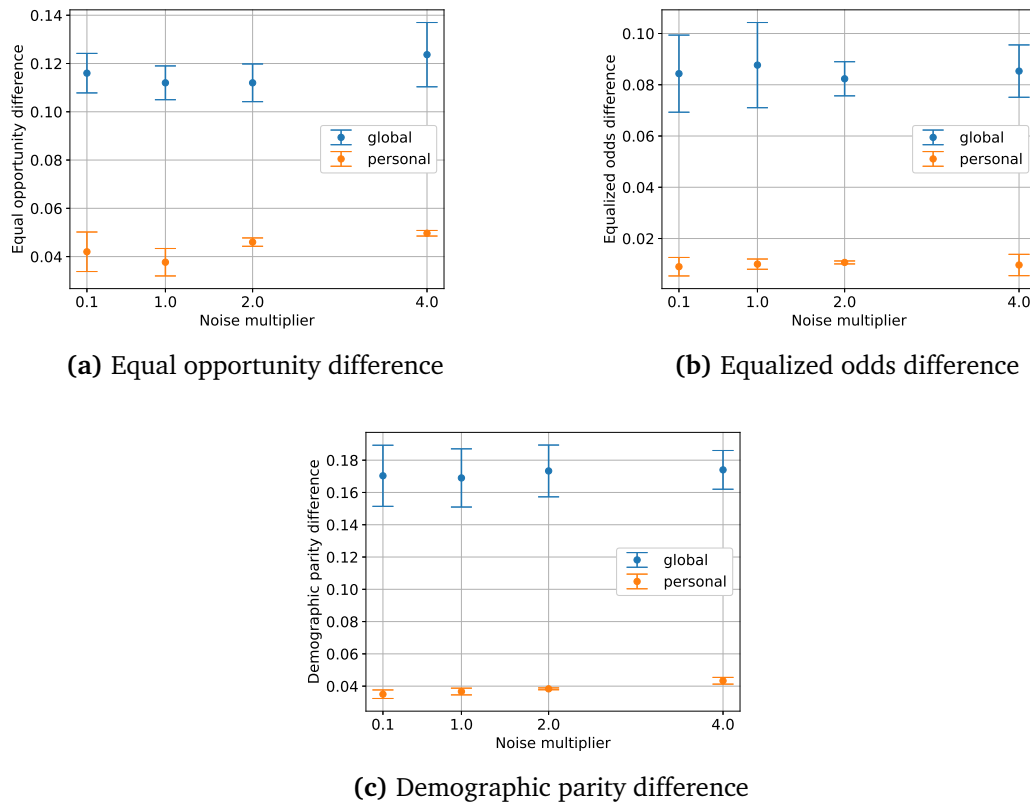 0.14
0.12
0.10
0.08
0.06
0.04
Equal opportunity difference
global
personal
0.1 1.0 2.0 4.0
Noise multiplier
(a) Equal opportunity difference
0.10
0.08
0.06
0.04
0.02
Equalized odds difference
global
personal
0.1 1.0 2.0 4.0
Noise multiplier
(b) Equalized odds difference
0.18
0.16
0.14
0.12
0.10
0.08
0.06
0.04
Demographic parity difference
global
personal
0.1 1.0 2.0 4.0
Noise multiplier
(c) Demographic parity difference